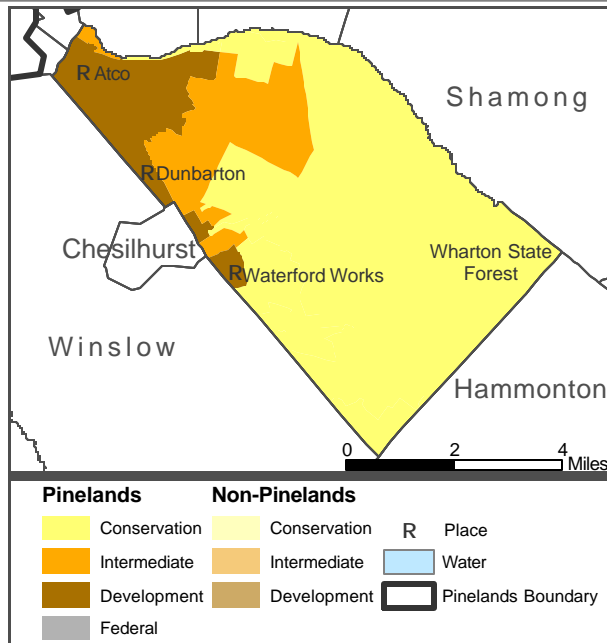 R Atco
Shamong
R Dunbarton
Chesilhurst
Wharton State
Forest
R Waterford Works
Winslow
Hammonton
0 2 4
Miles
Pinelands Non-Pinelands
Conservation Conservation R Place
Intermediate Intermediate Water
Development Development Pinelands Boundary
Federal